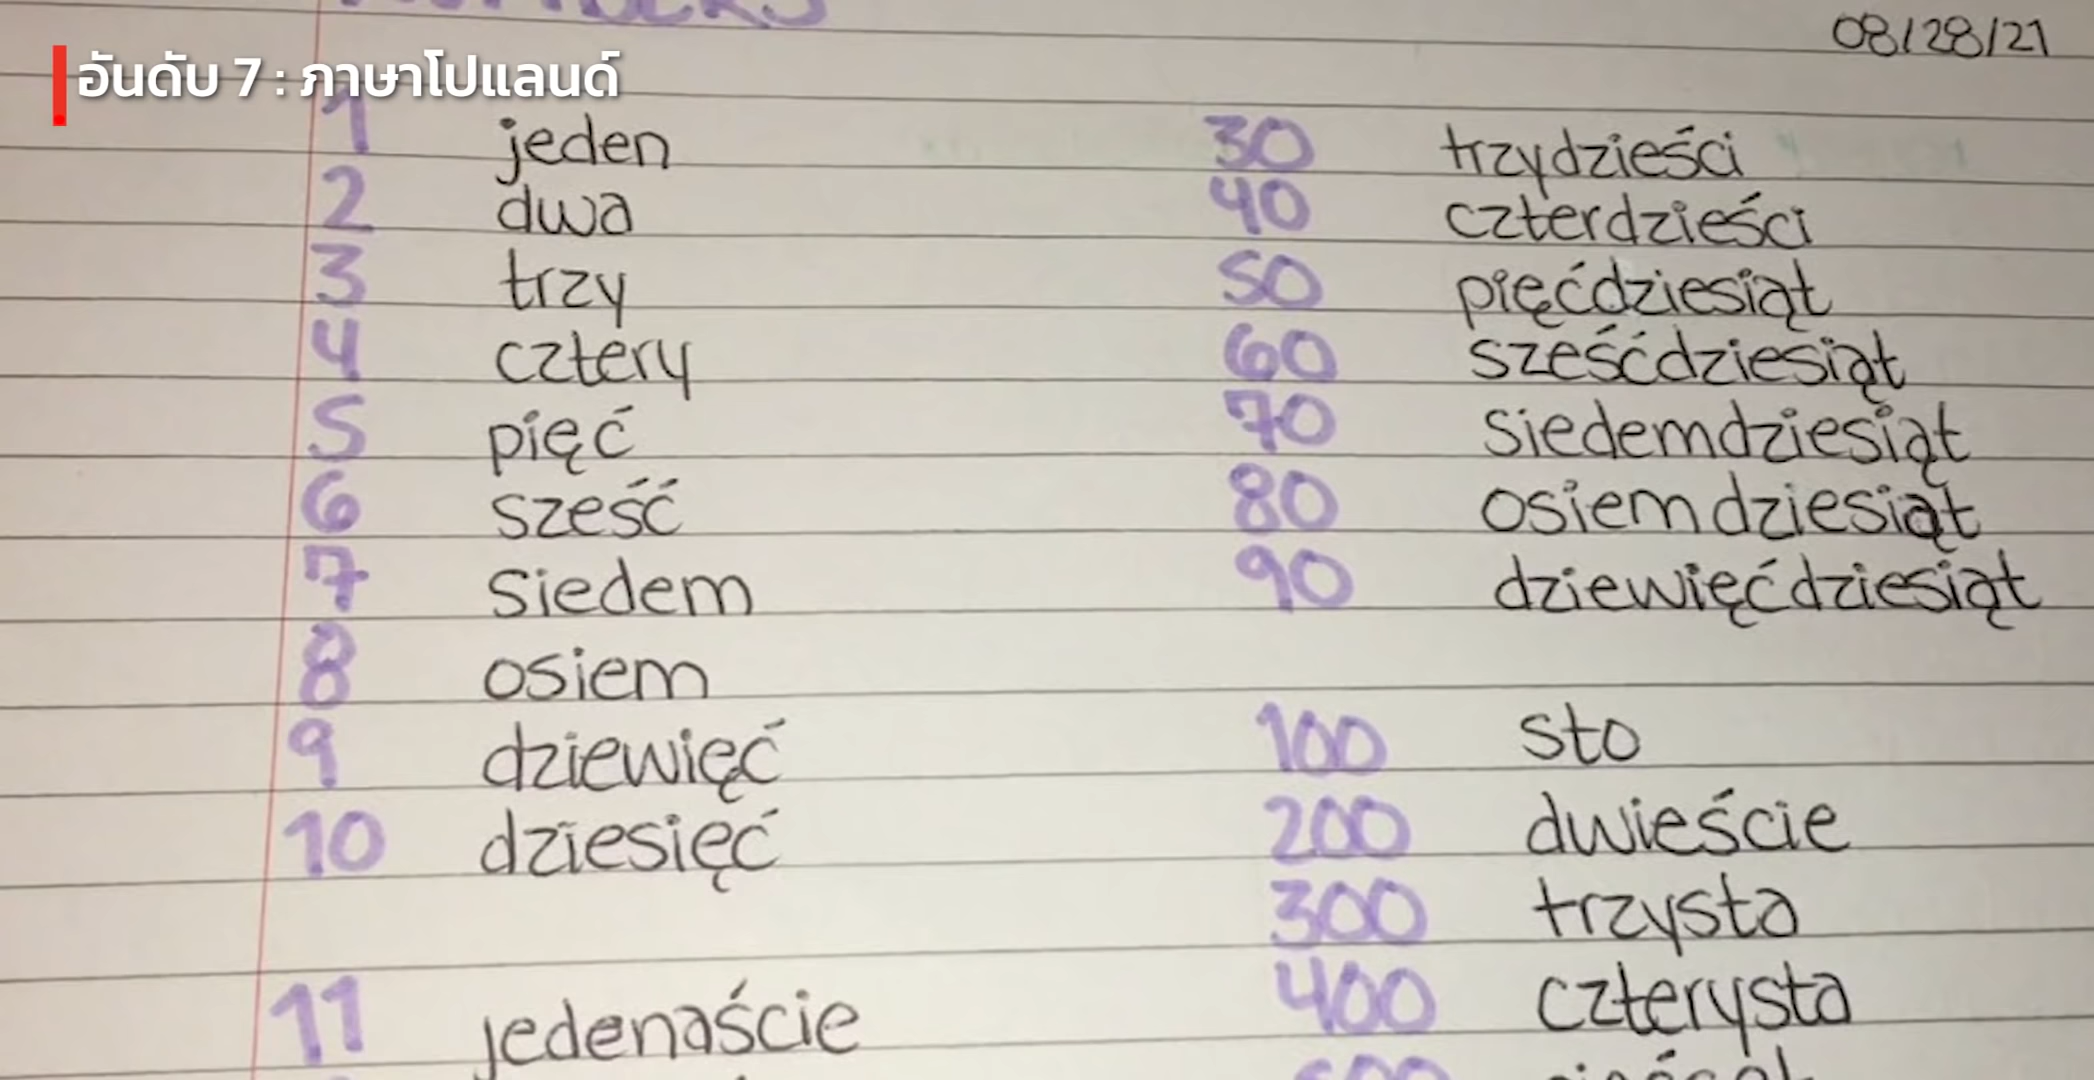 08/28/21
อันดับ 7 : ภาษาโปแลนด์
1 jeden
2 dwa
3 trzy
4 cztery
5 pięć
6 sześć
7 siedem
8 osiem
9 dziewięć
10 dziesięć
11 jedenaście
30 trzydzieści
40 czterdzieści
50 pięćdziesiąt
60 sześćdziesiąt
70 siedemdziesiąt
80 osiemdziesiąt
90 dziewięćdziesiąt
100 sto
200 dwieście
300 trzysta
400 czterysta